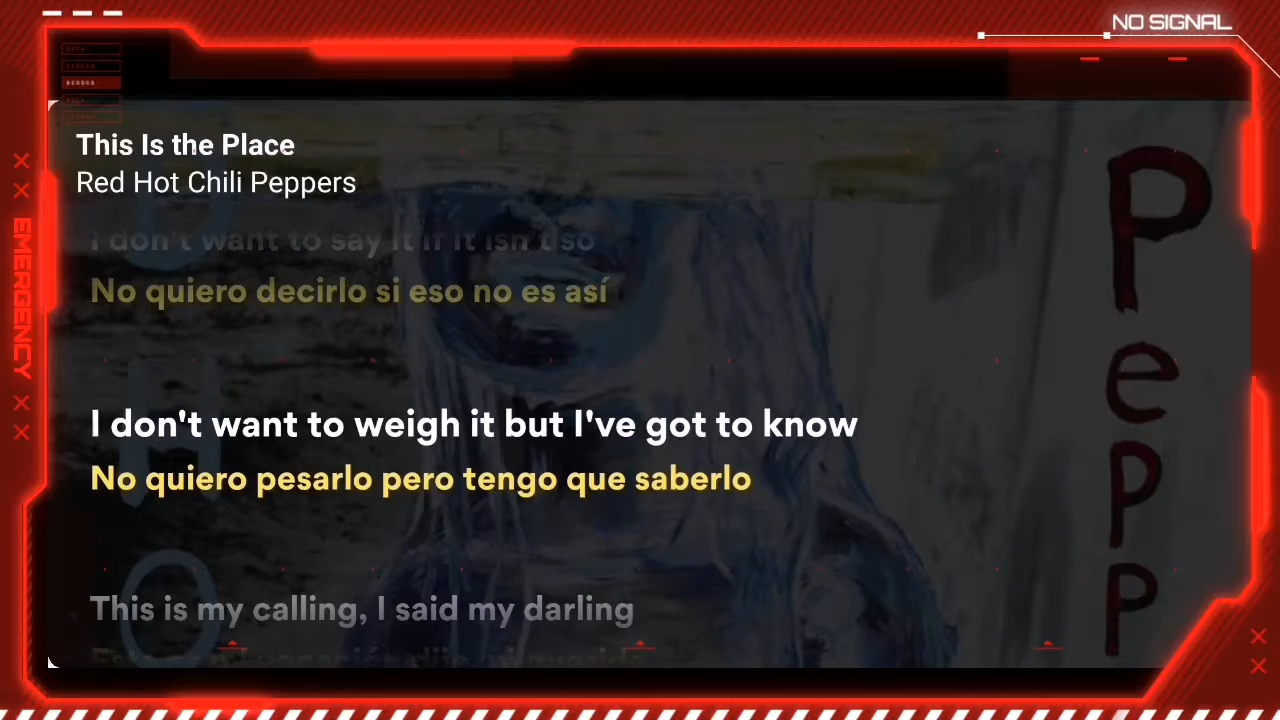 NO SIGNAL
This Is the Place
Red Hot Chili Peppers
I don't want to say it if it isn't so
No quiero decirlo si eso no es así
I don't want to weigh it but I've got to know
No quiero pesarlo pero tengo que saberlo
This is my calling, I said my darling
EMERGENCY
Pepp